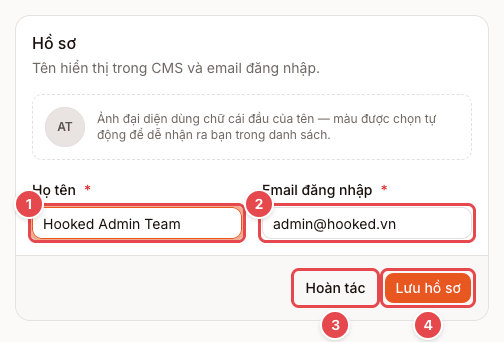 Hồ sơ
Tên hiển thị trong CMS và email đăng nhập.
AT
Ảnh đại diện dùng chữ cái đầu của tên — màu được chọn tự
động để dễ nhận ra bạn trong danh sách.
Họ tên *
Email đăng nhập *
1
Hooked Admin Team
2
admin@hooked.vn
Hoàn tác
Lưu hồ sơ
3
4